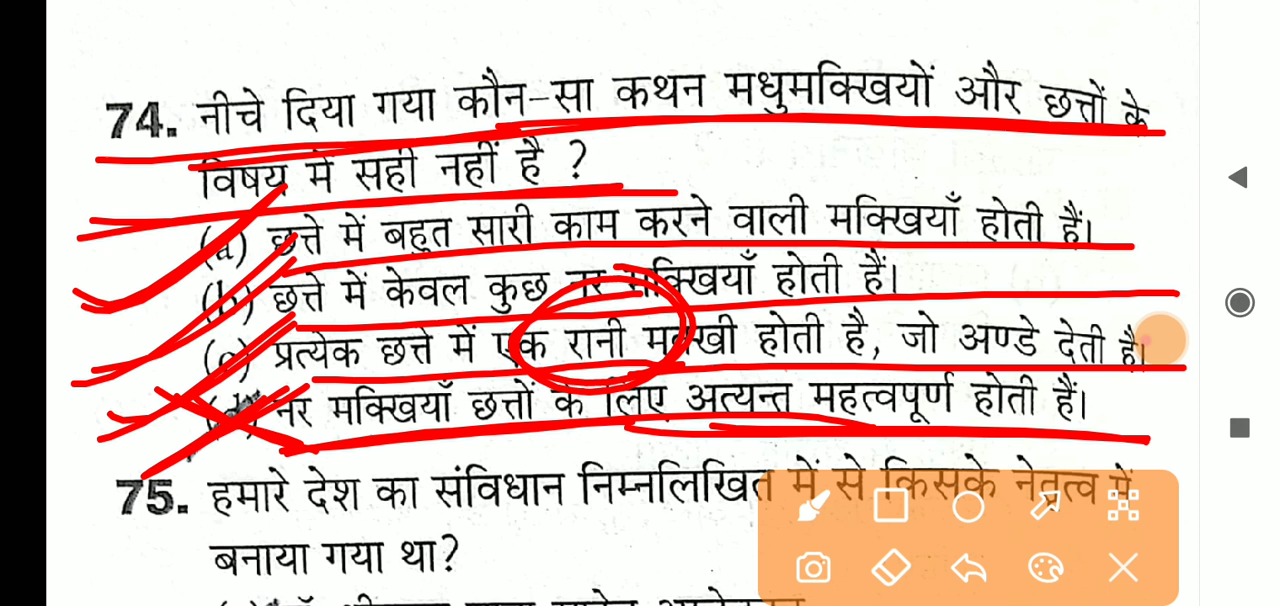 74. नीचे दिया गया कौन-सा कथन मधुमक्खियों और छत्तों के
विषय में सही नहीं है ?
(a) छत्ते में बहुत सारी काम करने वाली मक्खियाँ होती हैं।
(b) छत्ते में केवल कुछ नर मक्खियाँ होती हैं।
(c) प्रत्येक छत्ते में एक रानी मक्खी होती है, जो अण्डे देती है।
(d) नर मक्खियाँ छत्तों के लिए अत्यन्त महत्वपूर्ण होती हैं।
75. हमारे देश का संविधान निम्नलिखित में से किसके नेतृत्व में
बनाया गया था?